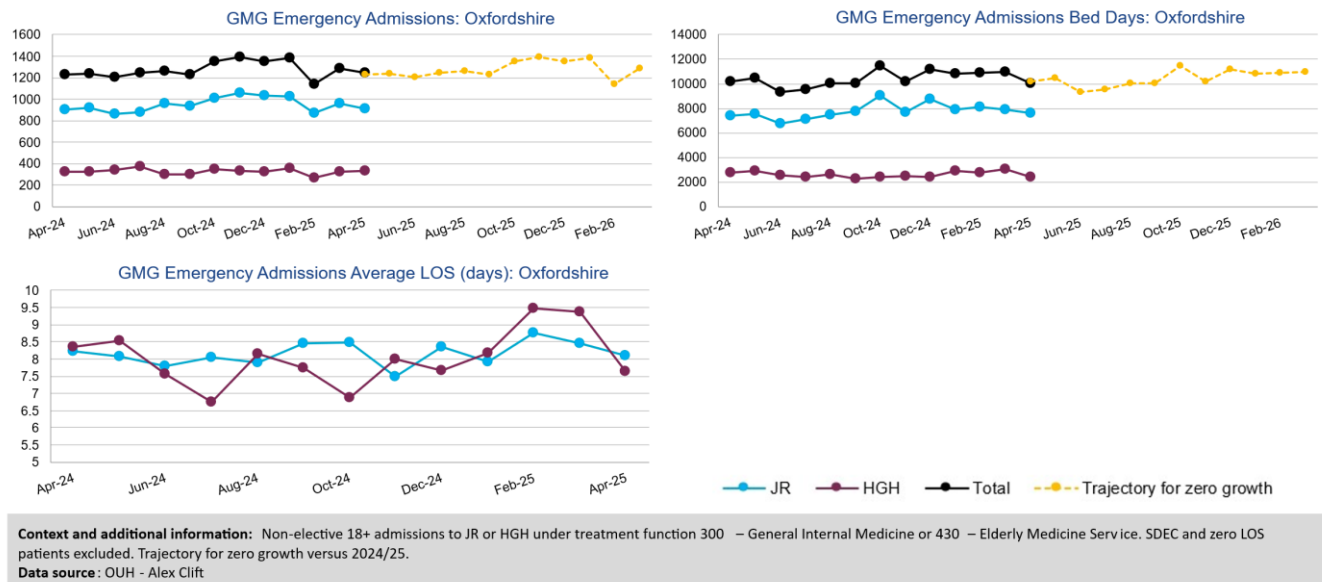 GMG Emergency Admissions: Oxfordshire
1600
1400
1200
1000
800
600
400
200
0
Apr-24 Jun-24 Aug-24 Oct-24 Dec-24 Feb-25 Apr-25 Jun-25 Aug-25 Oct-25 Dec-25 Feb-26
GMG Emergency Admissions Bed Days: Oxfordshire
14000
12000
10000
8000
6000
4000
2000
0
Apr-24 Jun-24 Aug-24 Oct-24 Dec-24 Feb-25 Apr-25 Jun-25 Aug-25 Oct-25 Dec-25 Feb-26
GMG Emergency Admissions Average LOS (days): Oxfordshire
10
9.5
9
8.5
8
7.5
7
6.5
6
5.5
5
Apr-24 Jun-24 Aug-24 Oct-24 Dec-24 Feb-25 Apr-25
JR HGH Total Trajectory for zero growth
Context and additional information: Non-elective 18+ admissions to JR or HGH under treatment function 300 – General Internal Medicine or 430 – Elderly Medicine Service. SDEC and zero LOS
patients excluded. Trajectory for zero growth versus 2024/25.
Data source : OUH - Alex Clift